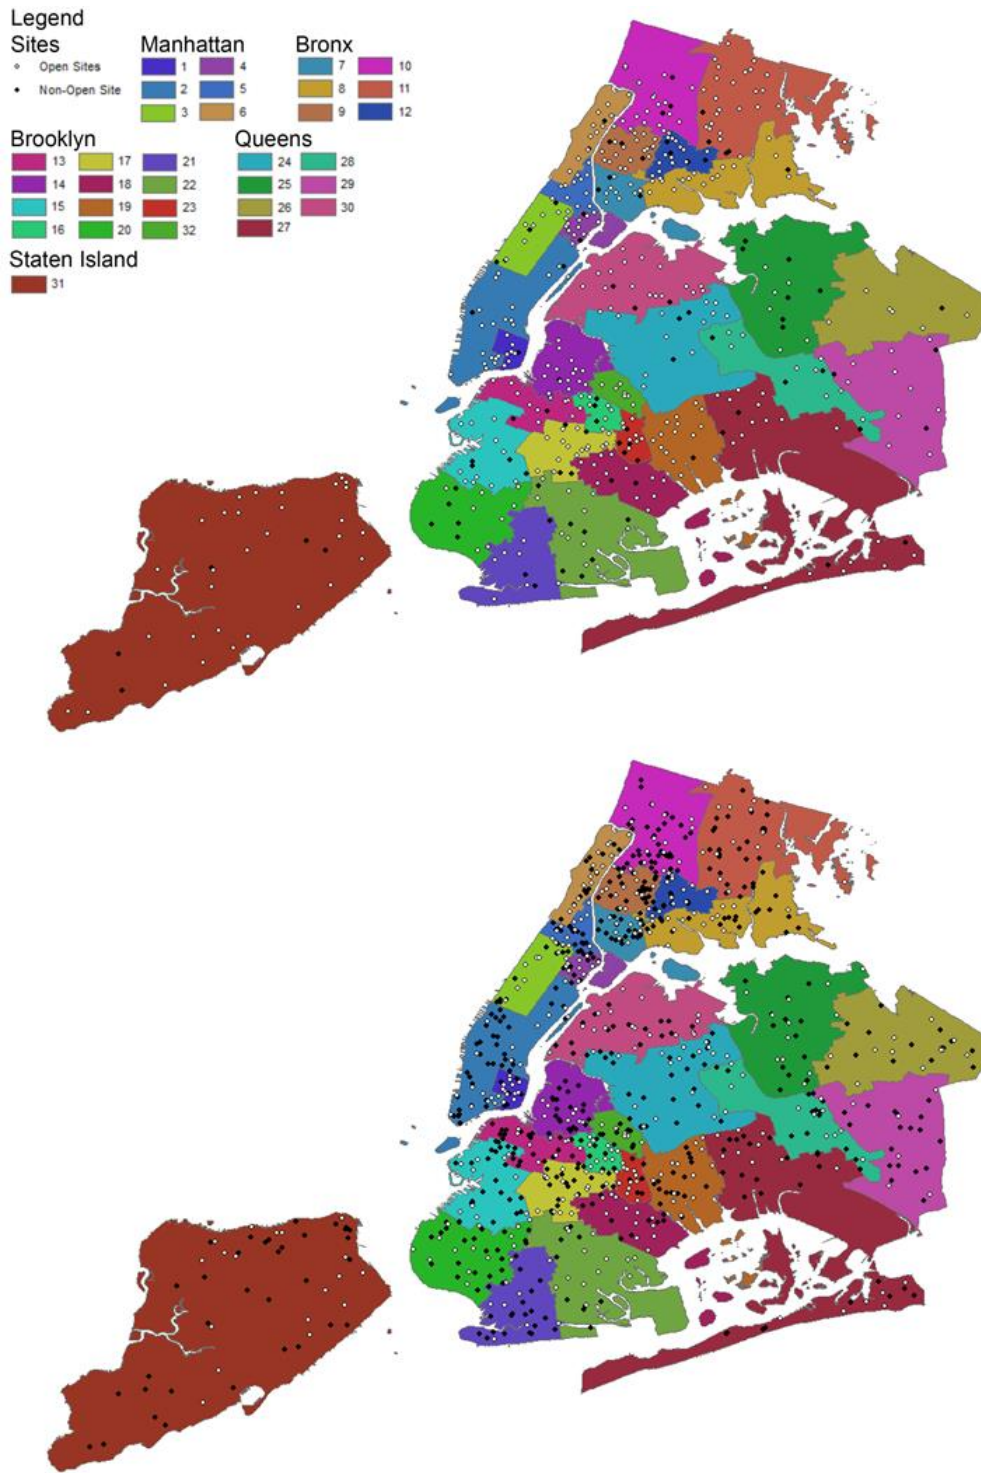 Legend
Sites Manhattan Bronx
Open Sites 1 4 7 10
Non-Open Site 2 5 8 11
3 6 9 12
Brooklyn Queens
13 17 21 24 28
14 18 22 25 29
15 19 23 26 30
16 20 32 27
Staten Island
31